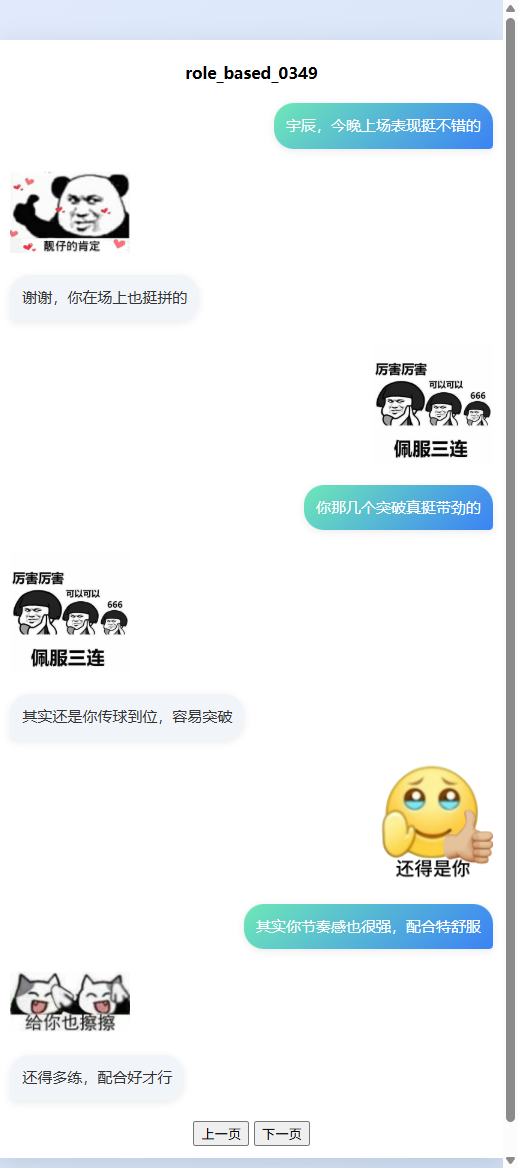 role_based_0349
宇辰，今晚上场表现挺不错的
靓仔的肯定
谢谢，你在场上也挺拼的
厉害厉害
可以可以
666
佩服三连
你那几个突破真挺带劲的
厉害厉害
可以可以
666
佩服三连
其实还是你传球到位，容易突破
还得是你
其实你节奏感也很强，配合特舒服
给你也擦擦
还得多练，配合好才行
上一页 下一页